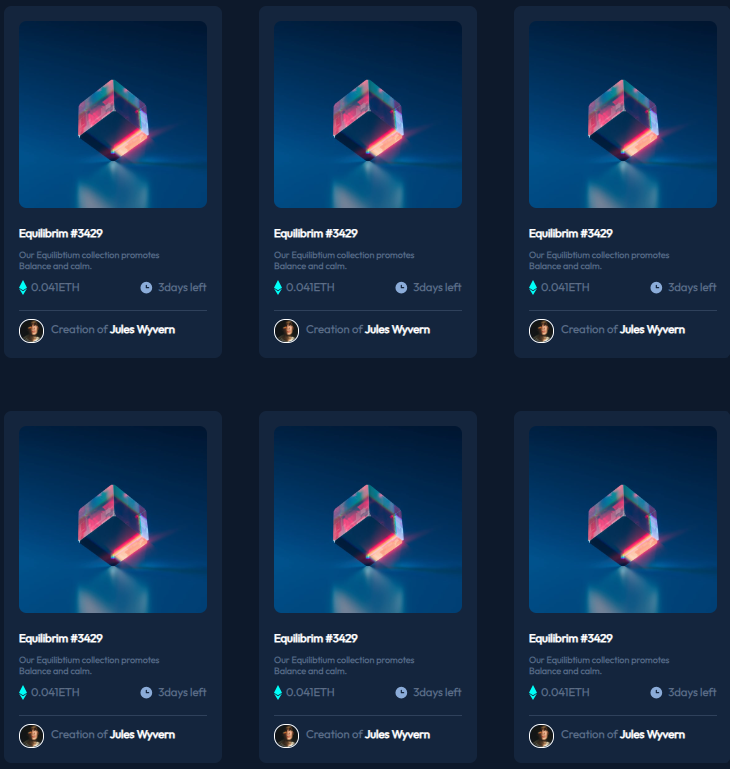 Equilibrim #3429 Equilibrim #3429 Equilibrim #3429
Our Equilibtium collection promotes Our Equilibtium collection promotes Our Equilibtium collection promotes
Balance and calm. Balance and calm. Balance and calm.
0.041ETH 3days left 0.041ETH 3days left 0.041ETH 3days left
Creation of Jules Wyvern Creation of Jules Wyvern Creation of Jules Wyvern
Equilibrim #3429 Equilibrim #3429 Equilibrim #3429
Our Equilibtium collection promotes Our Equilibtium collection promotes Our Equilibtium collection promotes
Balance and calm. Balance and calm. Balance and calm.
0.041ETH 3days left 0.041ETH 3days left 0.041ETH 3days left
Creation of Jules Wyvern Creation of Jules Wyvern Creation of Jules Wyvern